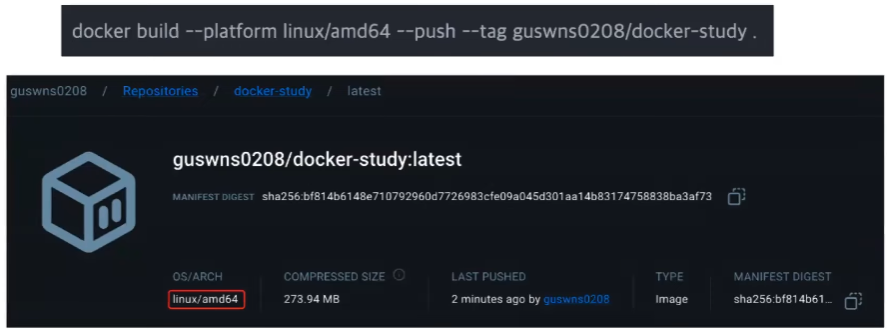 docker build --platform linux/amd64 --push --tag guswns0208/docker-study .
guswns0208 / Repositories / docker-study / latest
guswns0208/docker-study:latest
MANIFEST DIGEST sha256:bf814b6148e710792960d7726983cfe09a045d301aa14b83174758838ba3af73
OS/ARCH COMPRESSED SIZE LAST PUSHED TYPE MANIFEST DIGEST
linux/amd64 273.94 MB 2 minutes ago by guswns0208 Image sha256:bf814b61...